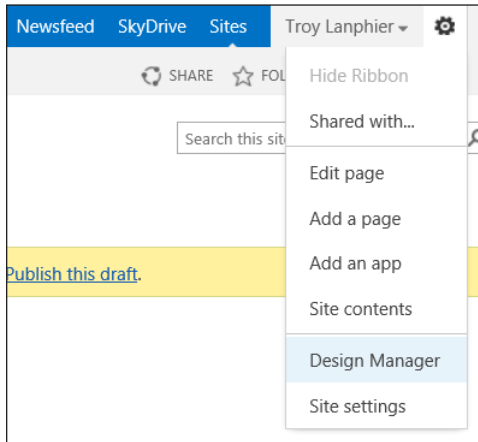 Newsfeed SkyDrive Sites Troy Lanphier
SHARE FOL
Hide Ribbon
Shared with...
Search this sit
Edit page
Add a page
Add an app
Publish this draft.
Site contents
Design Manager
Site settings